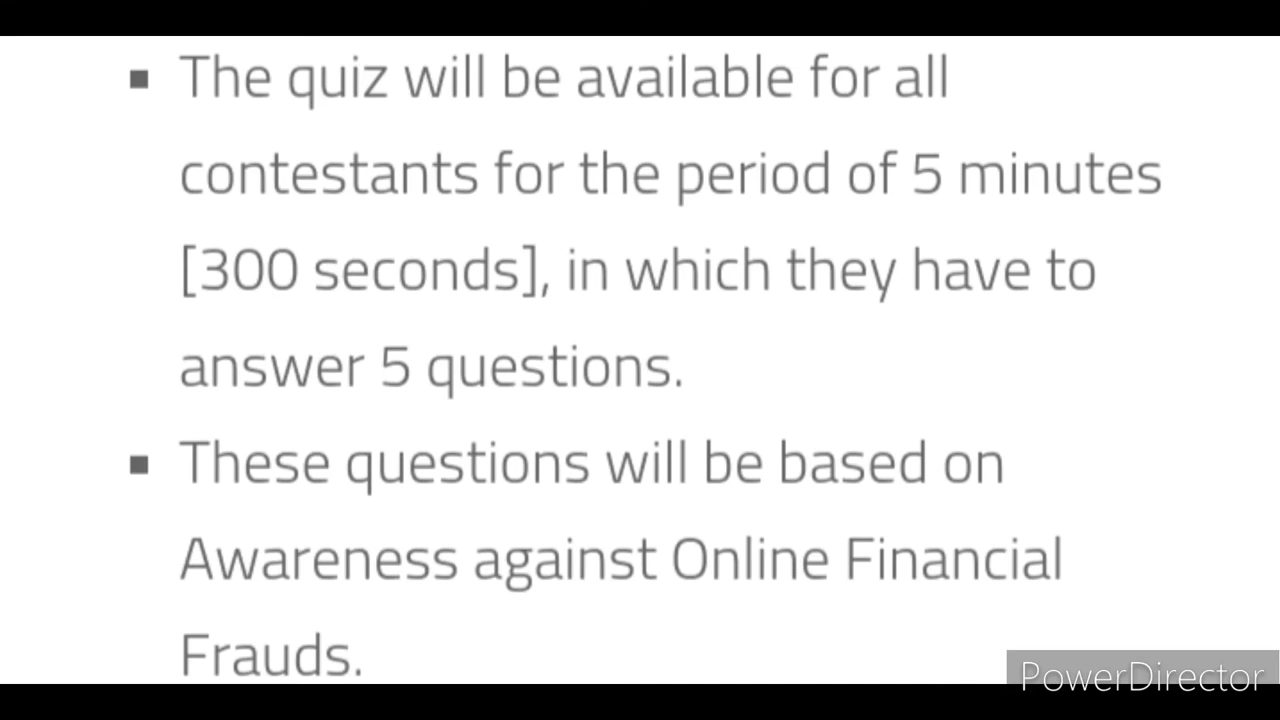 ▪ The quiz will be available for all
contestants for the period of 5 minutes
[300 seconds], in which they have to
answer 5 questions.
▪ These questions will be based on
Awareness against Online Financial
Frauds.
PowerDirector